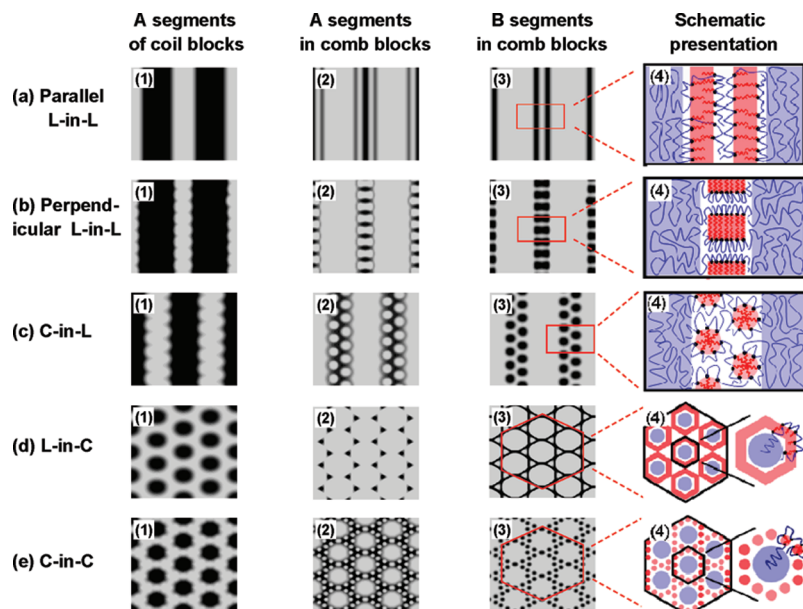 A segments of coil blocks
A segments in comb blocks
B segments in comb blocks
Schematic presentation
(a) Parallel L-in-L
(1) (2) (3) (4)
(b) Perpend-icular L-in-L
(1) (2) (3) (4)
(c) C-in-L
(1) (2) (3) (4)
(d) L-in-C
(1) (2) (3) (4)
(e) C-in-C
(1) (2) (3) (4)